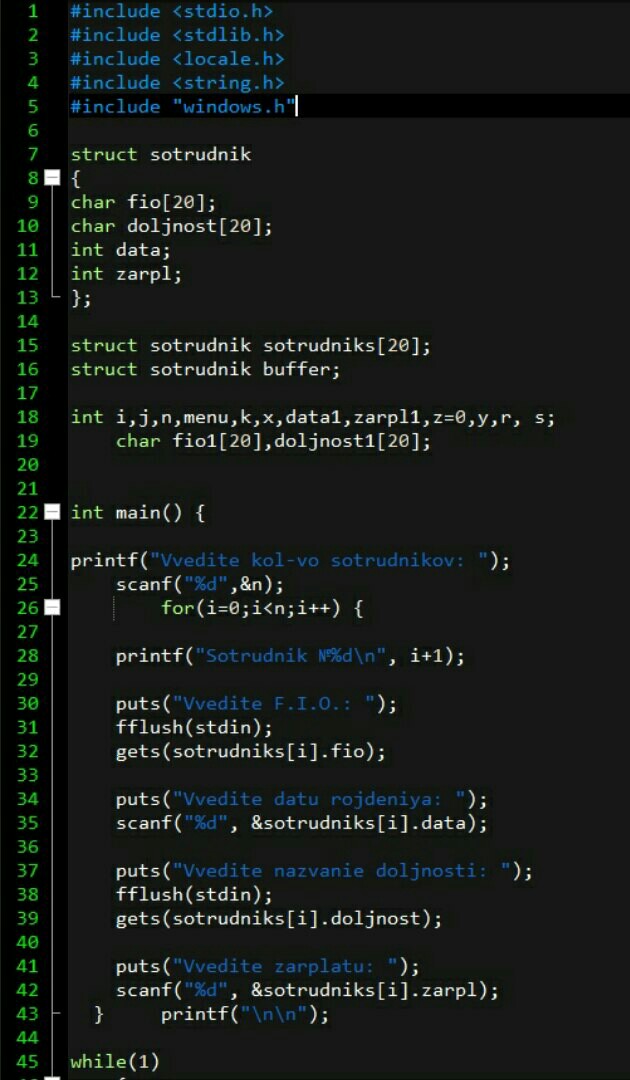 1 #include <stdio.h>
2 #include <stdlib.h>
3 #include <locale.h>
4 #include <string.h>
5 #include "windows.h"
6
7 struct sotrudnik
8 {
9 char fio[20];
10 char doljnost[20];
11 int data;
12 int zarpl;
13 };
14
15 struct sotrudnik sotrudniks[20];
16 struct sotrudnik buffer;
17
18 int i,j,n,menu,k,x,data1,zarpl1,z=0,y,r, s;
19 char fio1[20],doljnost1[20];
20
21
22 int main() {
23
24 printf("Vvedite kol-vo sotrudnikov: ");
25 scanf("%d",&n);
26 for(i=0;i<n;i++) {
27
28 printf("Sotrudnik №%d\n", i+1);
29
30 puts("Vvedite F.I.O.: ");
31 fflush(stdin);
32 gets(sotrudniks[i].fio);
33
34 puts("Vvedite datu rojdeniya: ");
35 scanf("%d", &sotrudniks[i].data);
36
37 puts("Vvedite nazvanie doljnosti: ");
38 fflush(stdin);
39 gets(sotrudniks[i].doljnost);
40
41 puts("Vvedite zarplatu: ");
42 scanf("%d", &sotrudniks[i].zarpl);
43 } printf("\n\n");
44
45 while(1)